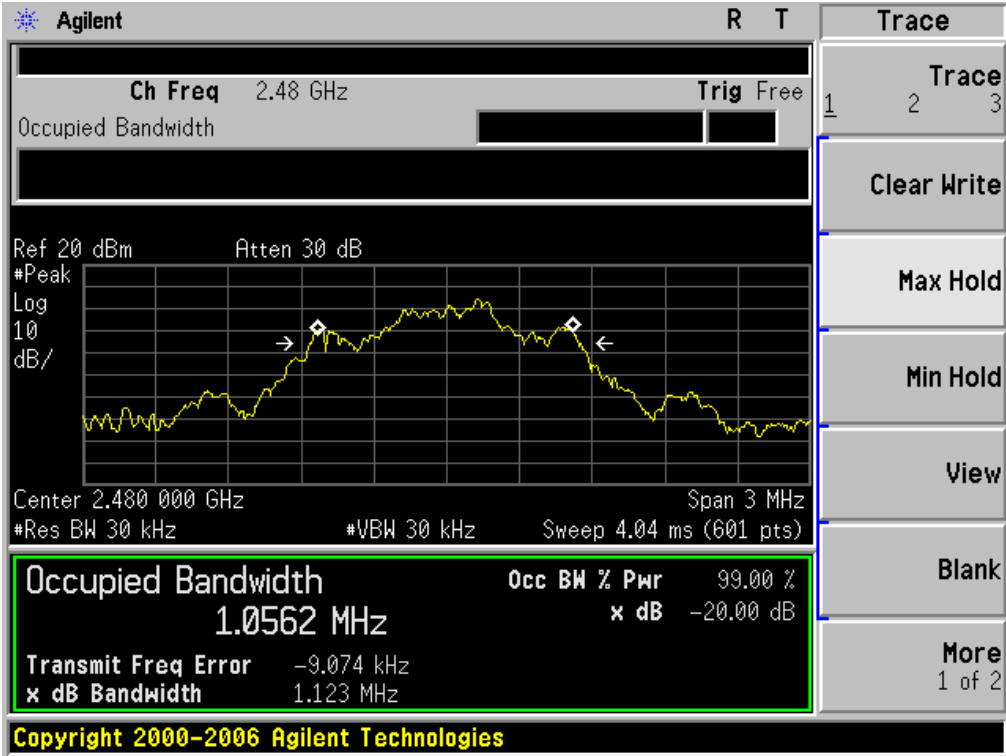 Agilent R T
Trace
Ch Freq 2.48 GHz Trig Free
Occupied Bandwidth
Ref 20 dBm Atten 30 dB
#Peak
Log
10
dB/
Center 2.480 000 GHz Span 3 MHz
#Res BW 30 kHz #VBW 30 kHz Sweep 4.04 ms (601 pts)
Occupied Bandwidth
1.0562 MHz
Occ BW % Pwr 99.00 %
x dB -20.00 dB
Transmit Freq Error -9.074 kHz
x dB Bandwidth 1.123 MHz
Trace
1 2 3
Clear Write
Max Hold
Min Hold
View
Blank
More
1 of 2
Copyright 2000-2006 Agilent Technologies